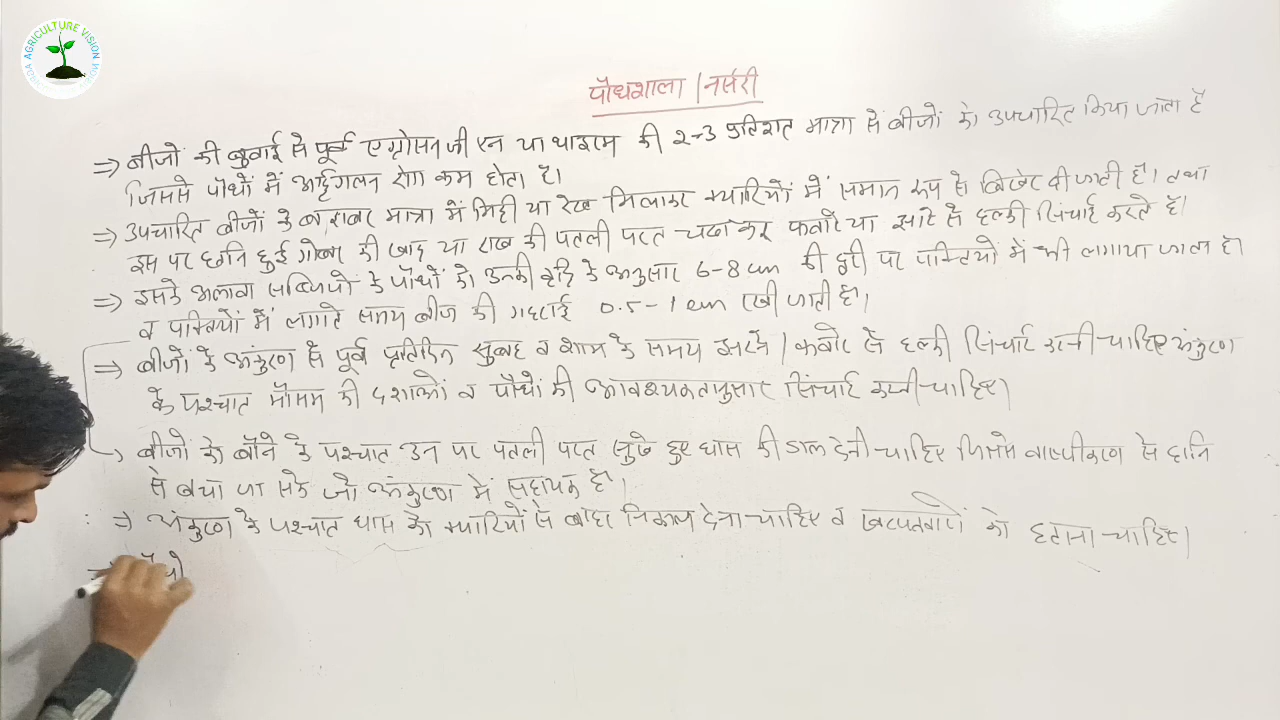 AGRICULTURE VISION
पौधशाला / नर्सरी
⇒ बीजों की बुवाई से पूर्व एग्रोसन जी एन या थाइरम की 2-3 प्रतिशत मात्रा से बीजों को उपचारित किया जाता है
जिससे पौधों में आर्द्रगलन रोग कम होता है।
⇒ उपचारित बीजों के बराबर मात्रा में मिट्टी या रेत मिलाकर क्यारियों में समान रूप से बिखेर दी जाती है। तथा
इस पर छनि हुई गोबर की खाद या राख की पतली परत चढ़ा कर फवारे या झारे से हल्की सिंचाई करते हैं।
⇒ इसके अलावा सब्जियों के पौधों को उनकी वृद्धि के अनुसार 6-8 cm की दूरी पर पंक्तियों में भी लगाया जाता है।
व पंक्तियों में लगाते समय बीज की गहराई 0.5-1 cm रखी जाती है।
⇒ बीजों के अंकुरण से पूर्व प्रतिदिन सुबह व शाम के समय झारे / फवारे से हल्की सिंचाई करनी चाहिए अंकुरण
के पश्चात मौसम की दशाओं व पौधों की आवश्यकतानुसार सिंचाई करनी चाहिए।
बीजों को बोने के पश्चात उन पर पतली परत सुखे हुए घास की डाल देनी चाहिए जिससे वाष्पीकरण से हानि
से बचा जा सके जो अंकुरण में सहायक है।
⇒ अंकुरण के पश्चात घास को क्यारियों से बाहर निकाल देना चाहिए व खरपतवारों को हटाना चाहिए।